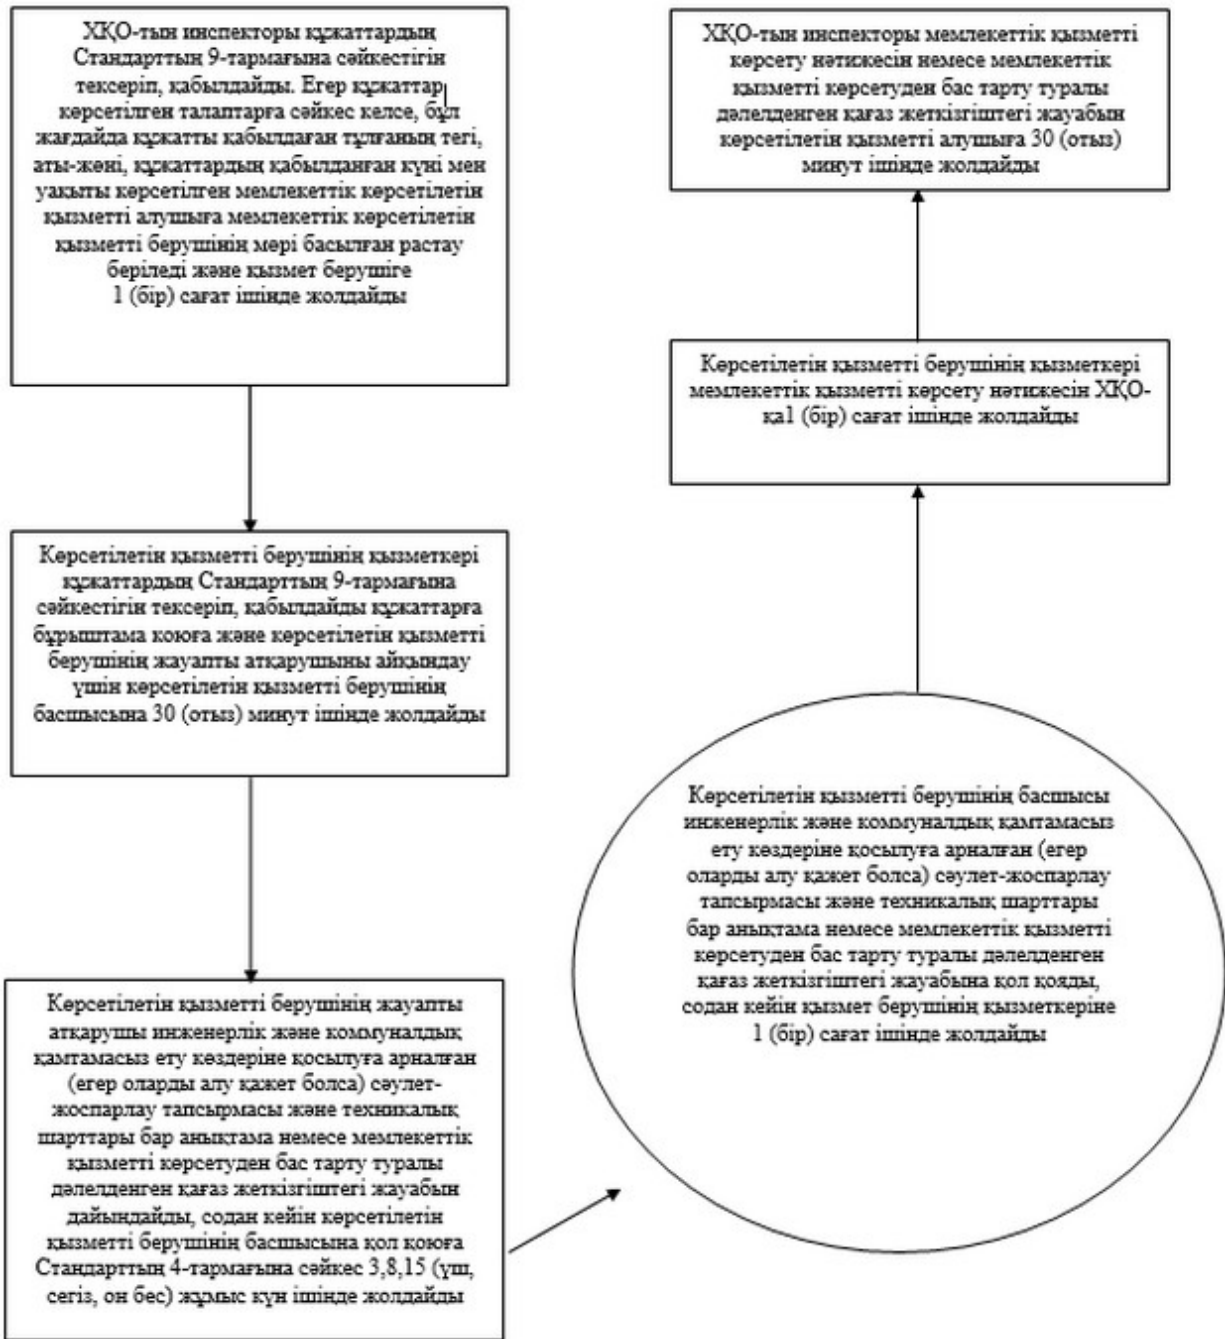 ХҚО-тын инспекторы құжаттардың
Стандарттың 9-тармағына сәйкестігін
тексеріп, қабылдайды. Егер құжаттар
көрсетілген талаптарға сәйкес келсе, бұл
жағдайда құжатты қабылдаған тұлғаның тегі,
аты-жөні, құжаттардың қабылданған күні мен
уақыты көрсетілген мемлекеттік көрсетілетін
қызметті алушыға мемлекеттік көрсетілетін
қызметті берушінің мөрі басылған растау
беріледі және қызмет берушіге
1 (бір) сағат ішінде жолдайды
Көрсетілетін қызметті берушінің қызметкері
құжаттардың Стандарттың 9-тармағына
сәйкестігін тексеріп, қабылдайды құжаттарға
бұрыштама қоюға және көрсетілетін қызметті
берушінің жауапты атқарушыны айқындау
үшін көрсетілетін қызметті берушінің
басшысына 30 (отыз) минут ішінде жолдайды
Көрсетілетін қызметті берушінің жауапты
атқарушы инженерлік және коммуналдық
қамтамасыз ету көздеріне қосылуға арналған
(егер оларды алу қажет болса) сәулет-
жоспарлау тапсырмасы және техникалық
шарттары бар анықтама немесе мемлекеттік
қызметті көрсетуден бас тарту туралы
дәлелденген қағаз жеткізгіштегі жауабын
дайындайды, содан кейін көрсетілетін
қызметті берушінің басшысына қол қоюға
Стандарттың 4-тармағына сәйкес 3,8,15 (үш,
сегіз, он бес) жұмыс күн ішінде жолдайды
Көрсетілетін қызметті берушінің басшысы
инженерлік және коммуналдық қамтамасыз
ету көздеріне қосылуға арналған (егер
оларды алу қажет болса) сәулет-жоспарлау
тапсырмасы және техникалық шарттары
бар анықтама немесе мемлекеттік қызметті
көрсетуден бас тарту туралы дәлелденген
қағаз жеткізгіштегі жауабына қол қояды,
содан кейін қызмет берушінің қызметкеріне
1 (бір) сағат ішінде жолдайды
Көрсетілетін қызметті берушінің қызметкері
мемлекеттік қызметті көрсету нәтижесін ХҚО-
қа1 (бір) сағат ішінде жолдайды
ХҚО-тын инспекторы мемлекеттік қызметті
көрсету нәтижесін немесе мемлекеттік
қызметті көрсетуден бас тарту туралы
дәлелденген қағаз жеткізгіштегі жауабын
көрсетілетін қызметті алушыға 30 (отыз)
минут ішінде жолдайды